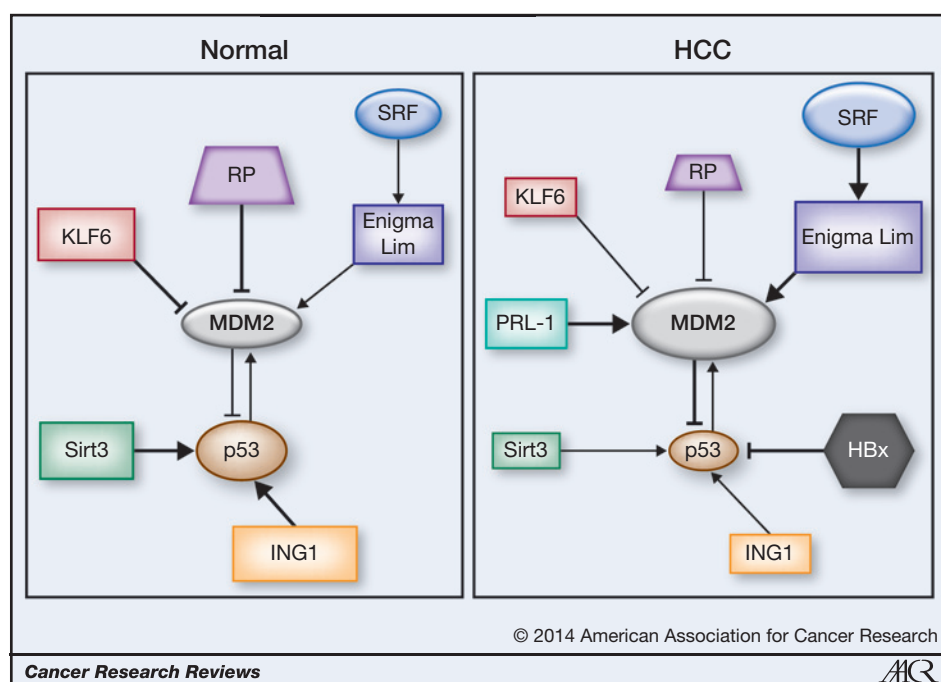 Normal
HCC
SRF
RP
KLF6
Enigma
Lim
MDM2
Sirt3
p53
ING1
SRF
RP
KLF6
Enigma Lim
PRL-1
MDM2
Sirt3
p53
HBx
ING1
© 2014 American Association for Cancer Research
Cancer Research Reviews
AACR